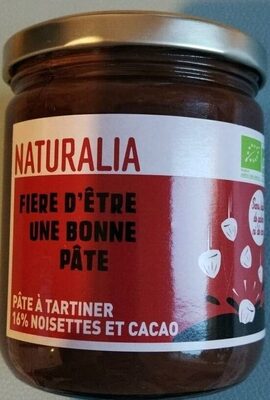 NATURALIA
FIERE D'ÊTRE
UNE BONNE
PÂTE
PÂTE À TARTINER
16% NOISETTES ET CACAO